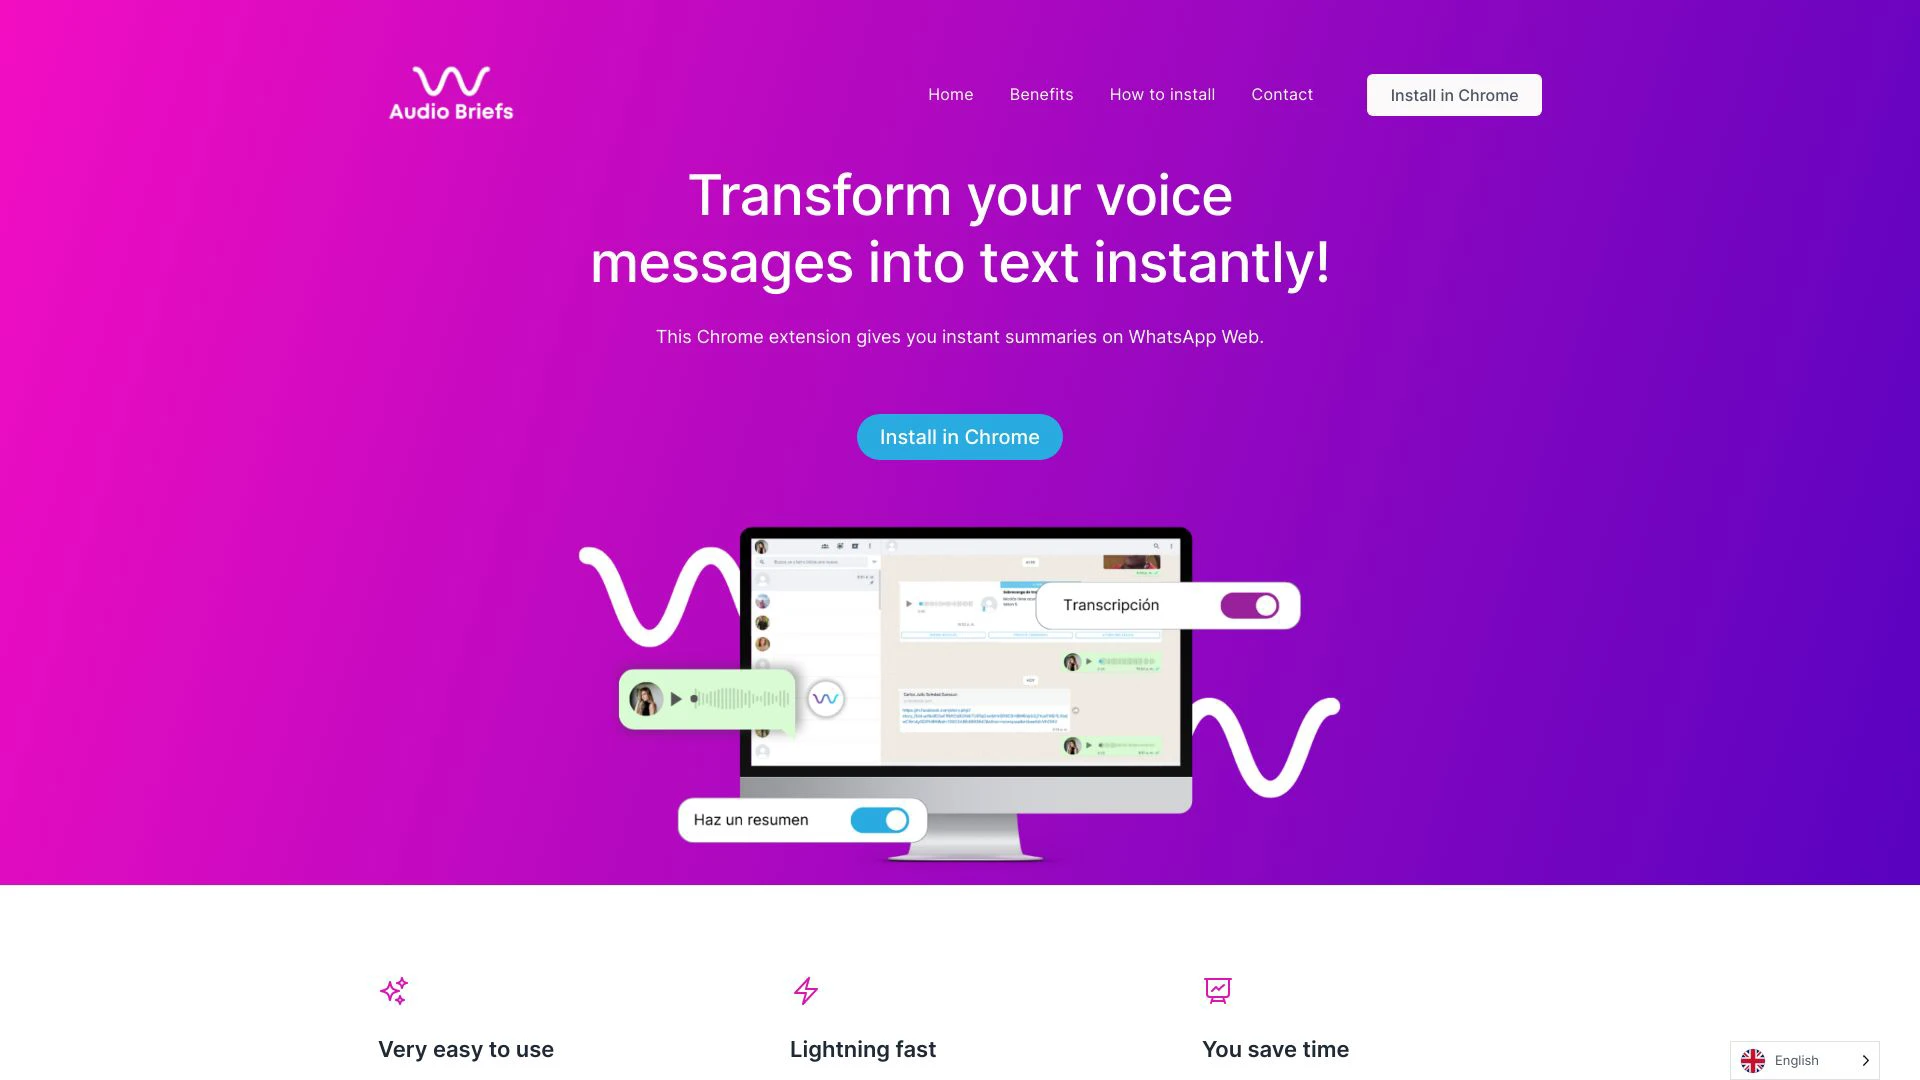 Audio Briefs
Home
Benefits
How to install
Contact
Install in Chrome
Transform your voice
messages into text instantly!
This Chrome extension gives you instant summaries on WhatsApp Web.
Install in Chrome
Transcripción
HOY
Haz un resumen
Very easy to use
Lightning fast
You save time
English